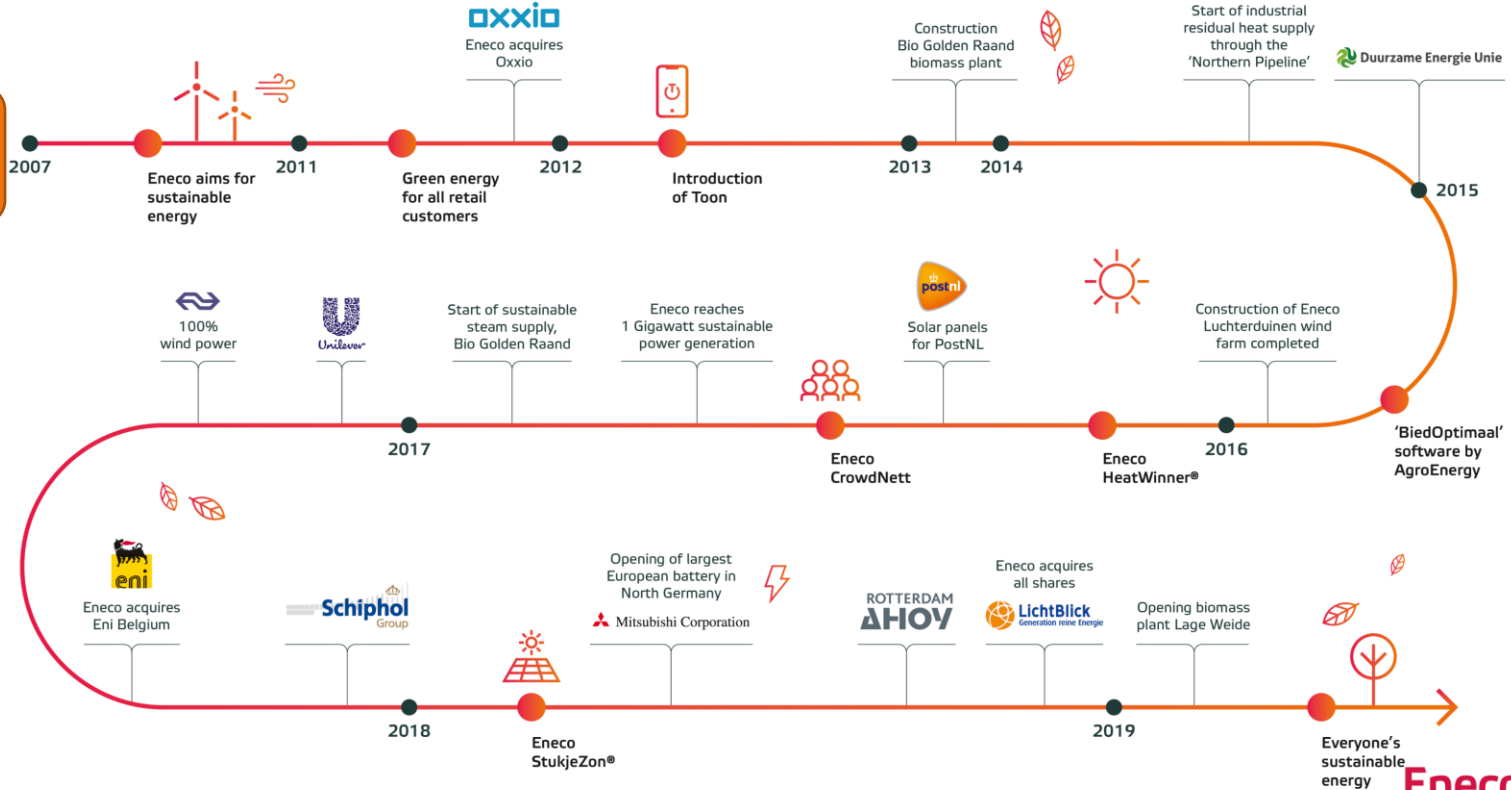 oxxio
Eneco acquires
Oxxio
Construction
Bio Golden Raand
biomass plant
Start of industrial
residual heat supply
through the
‘Northern Pipeline’
Duurzame Energie Unie
2007
Eneco aims for
sustainable
energy
2011
Green energy
for all retail
customers
2012
Introduction
of Toon
2013
2014
2015
100%
wind power
Unilever
Start of sustainable
steam supply,
Bio Golden Raand
Eneco reaches
1 Gigawatt sustainable
power generation
postnl
Solar panels
for PostNL
Construction of Eneco
Luchterduinen wind
farm completed
2017
Eneco
CrowdNett
Eneco
HeatWinner®
2016
‘BiedOptimaal’
software by
AgroEnergy
eni
Eneco acquires
Eni Belgium
Schiphol
Group
Opening of largest
European battery in
North Germany
Mitsubishi Corporation
ROTTERDAM
AHOY
Eneco acquires
all shares
LichtBlick
Generation reine Energie
Opening biomass
plant Lage Weide
2018
Eneco
StukjeZon®
2019
Everyone’s
sustainable
energy
Eneco